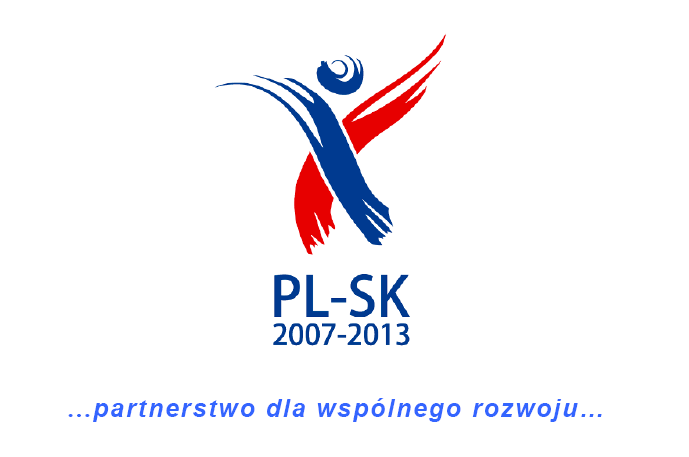 PL-SK
2007-2013
...partnerstwo dla wspólnego rozwoju...